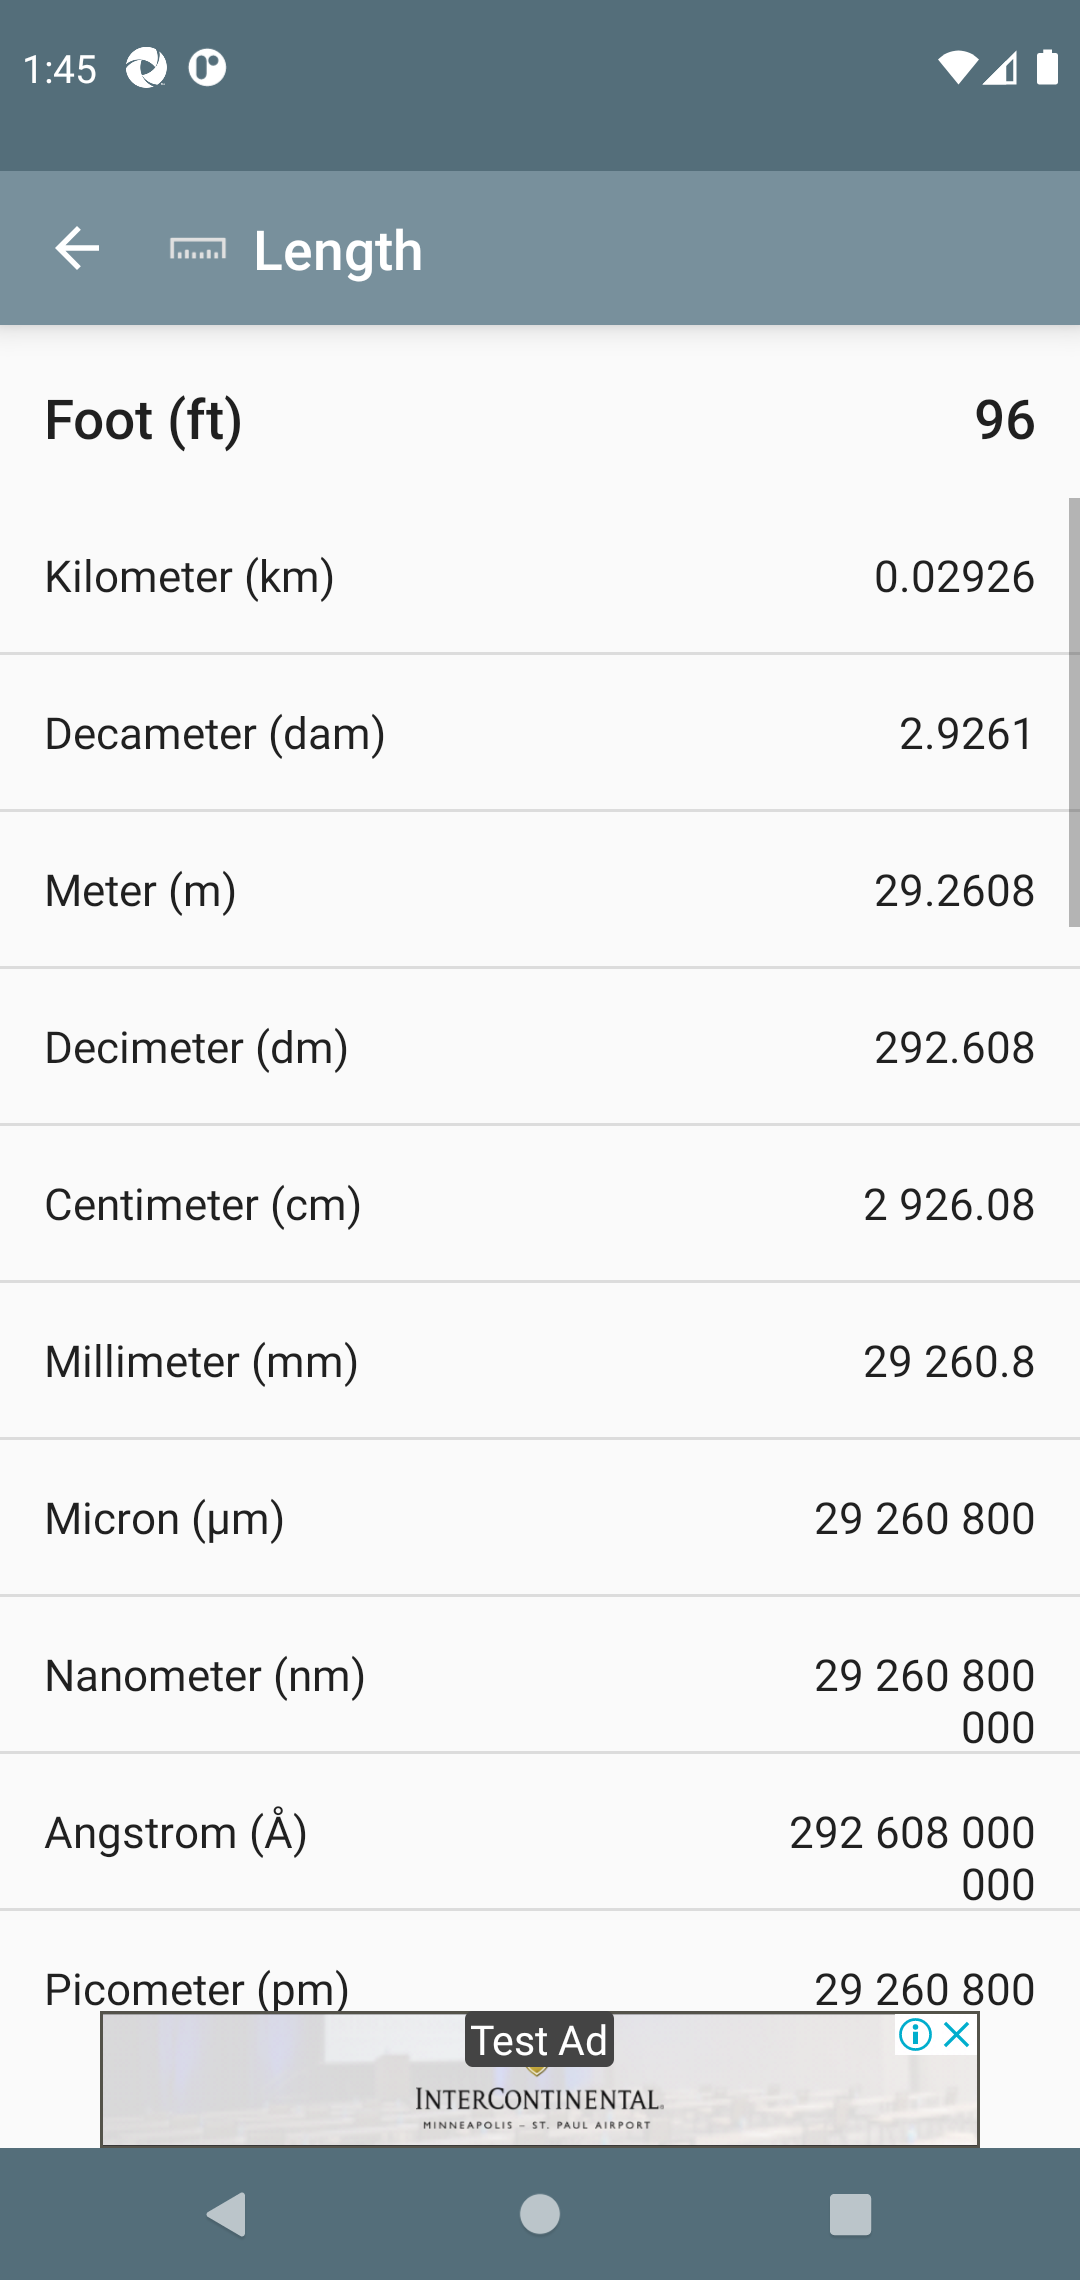 1:45
Length
Foot (ft) 96
Kilometer (km) 0.02926
Decameter (dam) 2.9261
Meter (m) 29.2608
Decimeter (dm) 292.608
Centimeter (cm) 2 926.08
Millimeter (mm) 29 260.8
Micron (µm) 29 260 800
Nanometer (nm) 29 260 800
000
Angstrom (Å) 292 608 000
000
Picometer (pm) 29 260 800
Test Ad
INTERCONTINENTAL®
MINNEAPOLIS – ST. PAUL AIRPORT